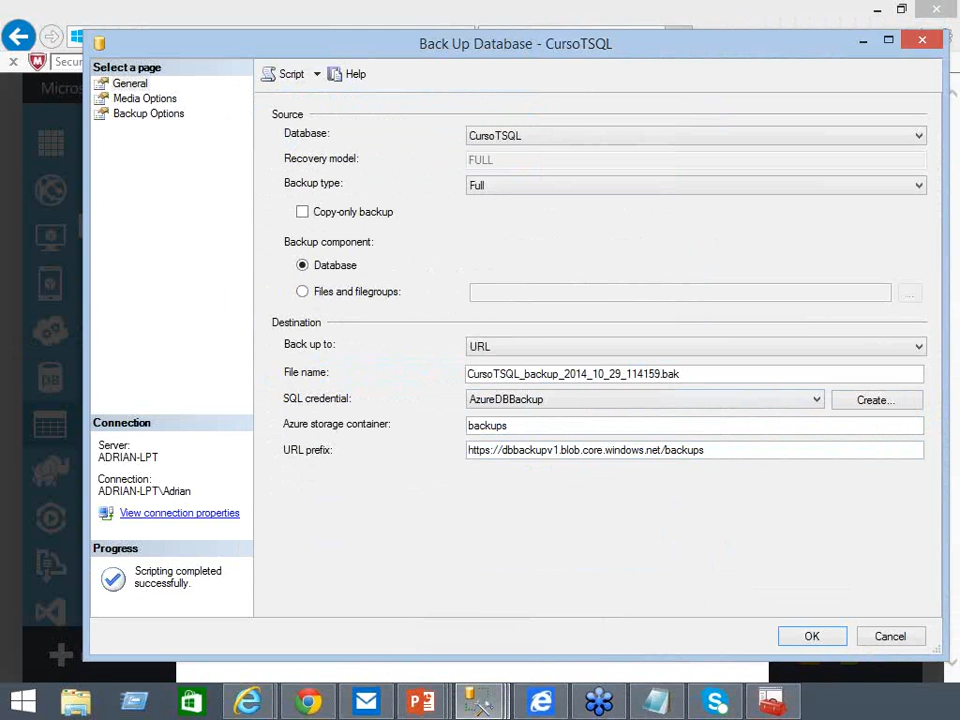 Back Up Database - CursoTSQL
Secur
Micros
Select a page
General
Media Options
Backup Options
Script
Help
Source
Database:
CursoTSQL
Recovery model:
FULL
Backup type:
Full
Copy-only backup
Backup component:
Database
Files and filegroups:
...
Destination
Back up to:
URL
File name:
CursoTSQL_backup_2014_10_29_114159.bak
SQL credential:
AzureDBBackup
Create...
Azure storage container:
backups
URL prefix:
https://dbbackupv1.blob.core.windows.net/backups
Connection
Server:
ADRIAN-LPT
Connection:
ADRIAN-LPT\Adrian
View connection properties
Progress
Scripting completed
successfully.
OK
Cancel